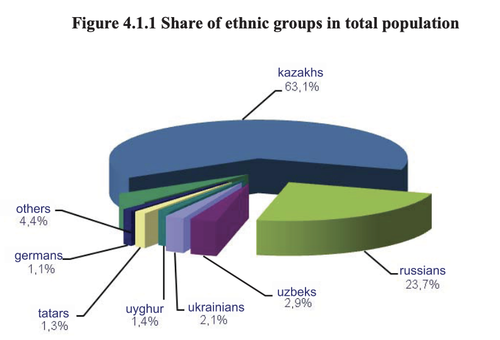 Figure 4.1.1 Share of ethnic groups in total population
kazakhs
63,1%
others
4,4%
germans
1,1%
tatars
1,3%
uyghur
1,4%
ukrainians
2,1%
uzbeks
2,9%
russians
23,7%